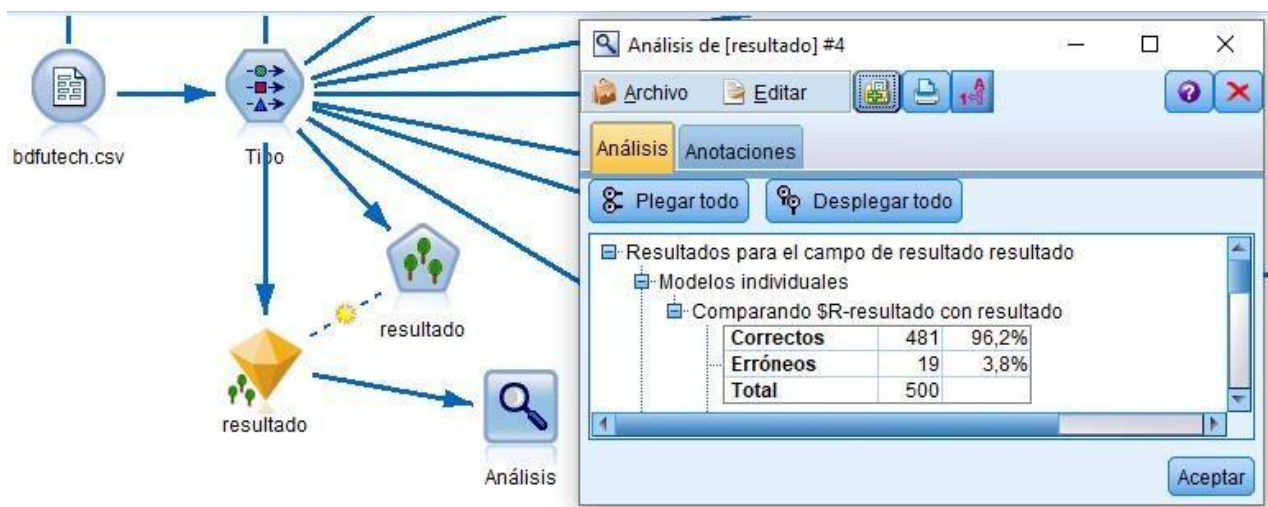 bdfutech.csv
Tipo
resultado
resultado
Análisis
Análisis de [resultado] #4
Archivo Editar
Análisis Anotaciones
Plegar todo Desplegar todo
Resultados para el campo de resultado resultado
Modelos individuales
Comparando $R-resultado con resultado
Correctos 481 96,2%
Erróneos 19 3,8%
Total 500
Aceptar